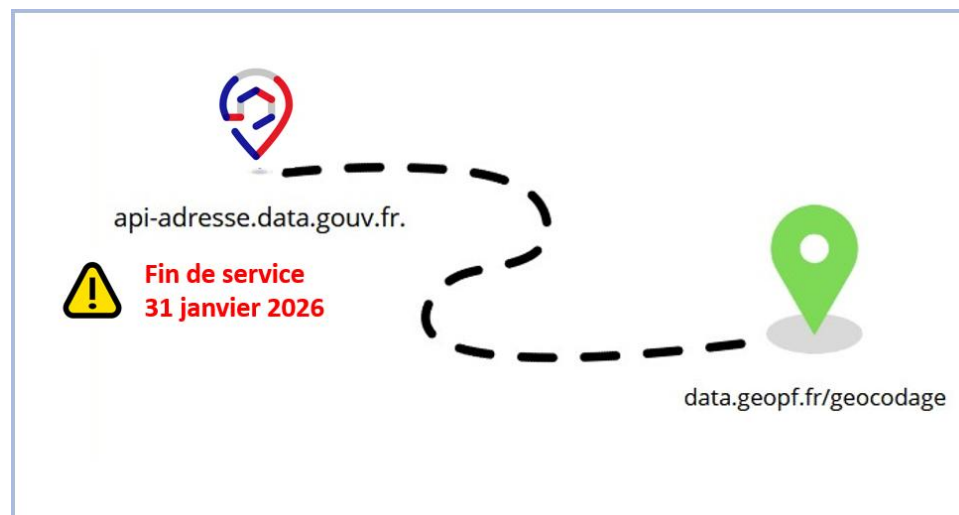 api-adresse.data.gouv.fr.
Fin de service
31 janvier 2026
data.geopf.fr/geocodage